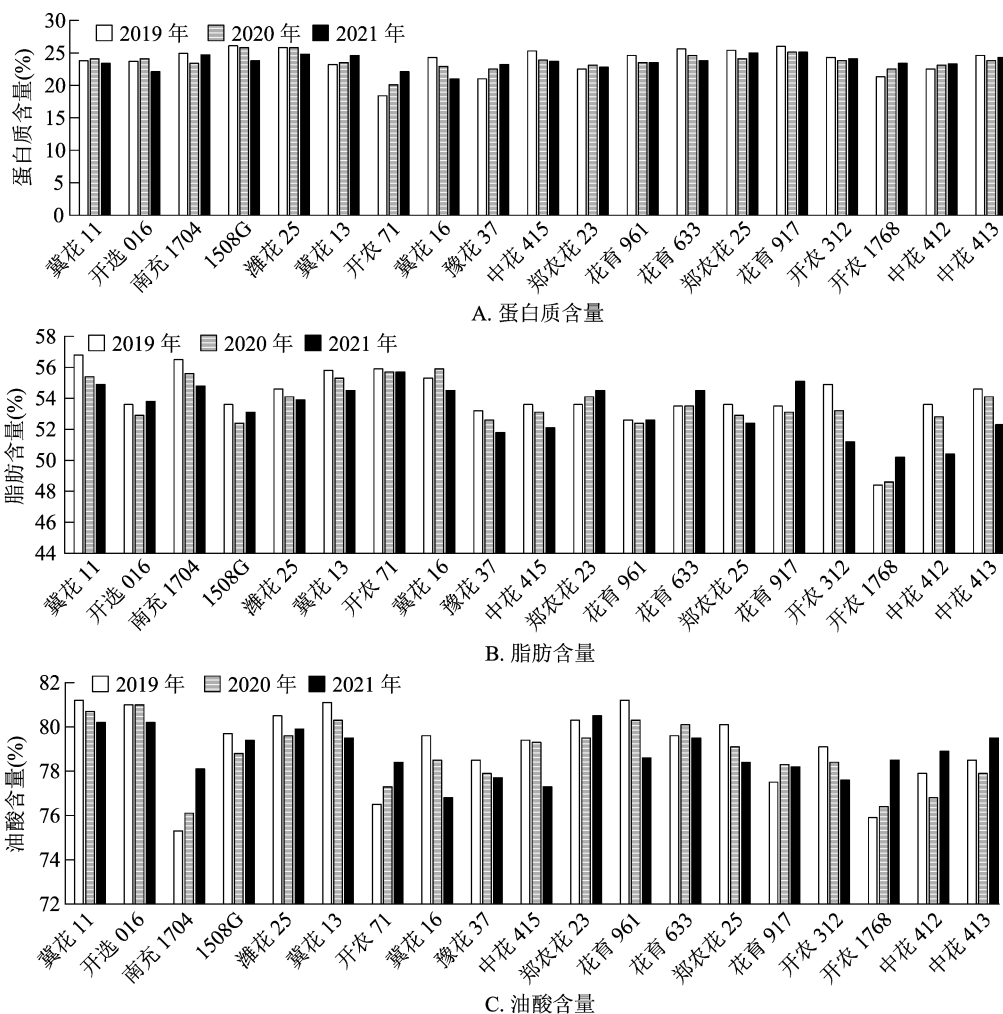 30
25
20
15
10
5
0
蛋白质含量(%)
2019 年 2020 年 2021 年
冀花 11 开选 016 南充 1704 1508G 潍花 25 冀花 13 开农 71 冀花 16 豫花 37 中花 415 郑农花 23 花育 961 花育 633 郑农花 25 花育 917 开农 312 开农 1768 中花 412 中花 413
A. 蛋白质含量
58
56
54
52
50
48
46
44
脂肪含量(%)
2019 年 2020 年 2021 年
冀花 11 开选 016 南充 1704 1508G 潍花 25 冀花 13 开农 71 冀花 16 豫花 37 中花 415 郑农花 23 花育 961 花育 633 郑农花 25 花育 917 开农 312 开农 1768 中花 412 中花 413
B. 脂肪含量
82
80
78
76
74
72
油酸含量(%)
2019 年 2020 年 2021 年
冀花 11 开选 016 南充 1704 1508G 潍花 25 冀花 13 开农 71 冀花 16 豫花 37 中花 415 郑农花 23 花育 961 花育 633 郑农花 25 花育 917 开农 312 开农 1768 中花 412 中花 413
C. 油酸含量